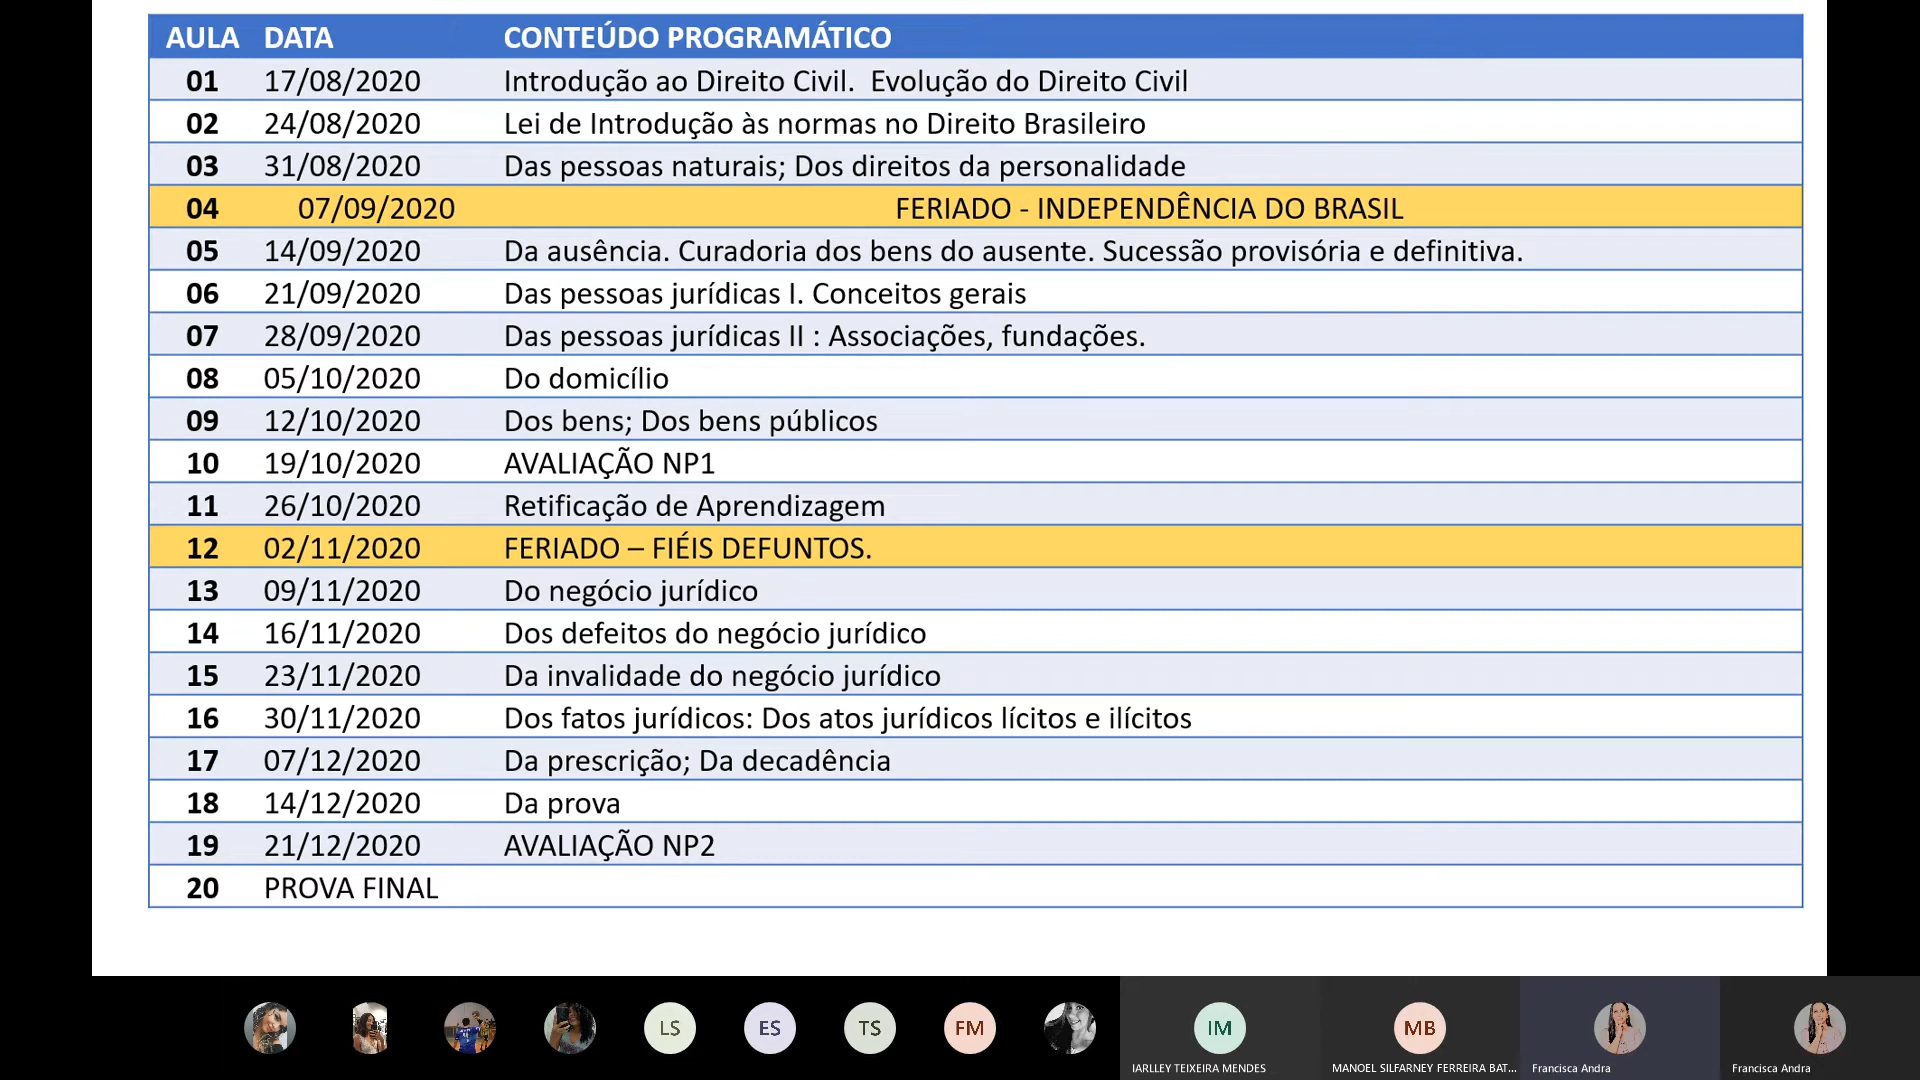 AULA DATA CONTEÚDO PROGRAMÁTICO
01 17/08/2020 Introdução ao Direito Civil.  Evolução do Direito Civil
02 24/08/2020 Lei de Introdução às normas no Direito Brasileiro
03 31/08/2020 Das pessoas naturais; Dos direitos da personalidade
04 07/09/2020 FERIADO - INDEPENDÊNCIA DO BRASIL
05 14/09/2020 Da ausência. Curadoria dos bens do ausente. Sucessão provisória e definitiva.
06 21/09/2020 Das pessoas jurídicas I. Conceitos gerais
07 28/09/2020 Das pessoas jurídicas II : Associações, fundações.
08 05/10/2020 Do domicílio
09 12/10/2020 Dos bens; Dos bens públicos
10 19/10/2020 AVALIAÇÃO NP1
11 26/10/2020 Retificação de Aprendizagem
12 02/11/2020 FERIADO – FIÉIS DEFUNTOS.
13 09/11/2020 Do negócio jurídico
14 16/11/2020 Dos defeitos do negócio jurídico
15 23/11/2020 Da invalidade do negócio jurídico
16 30/11/2020 Dos fatos jurídicos: Dos atos jurídicos lícitos e ilícitos
17 07/12/2020 Da prescrição; Da decadência
18 14/12/2020 Da prova
19 21/12/2020 AVALIAÇÃO NP2
20 PROVA FINAL
LS ES TS FM IM MB
IARLLEY TEIXEIRA MENDES MANOEL SILFARNEY FERREIRA BAT... Francisca Andra Francisca Andra